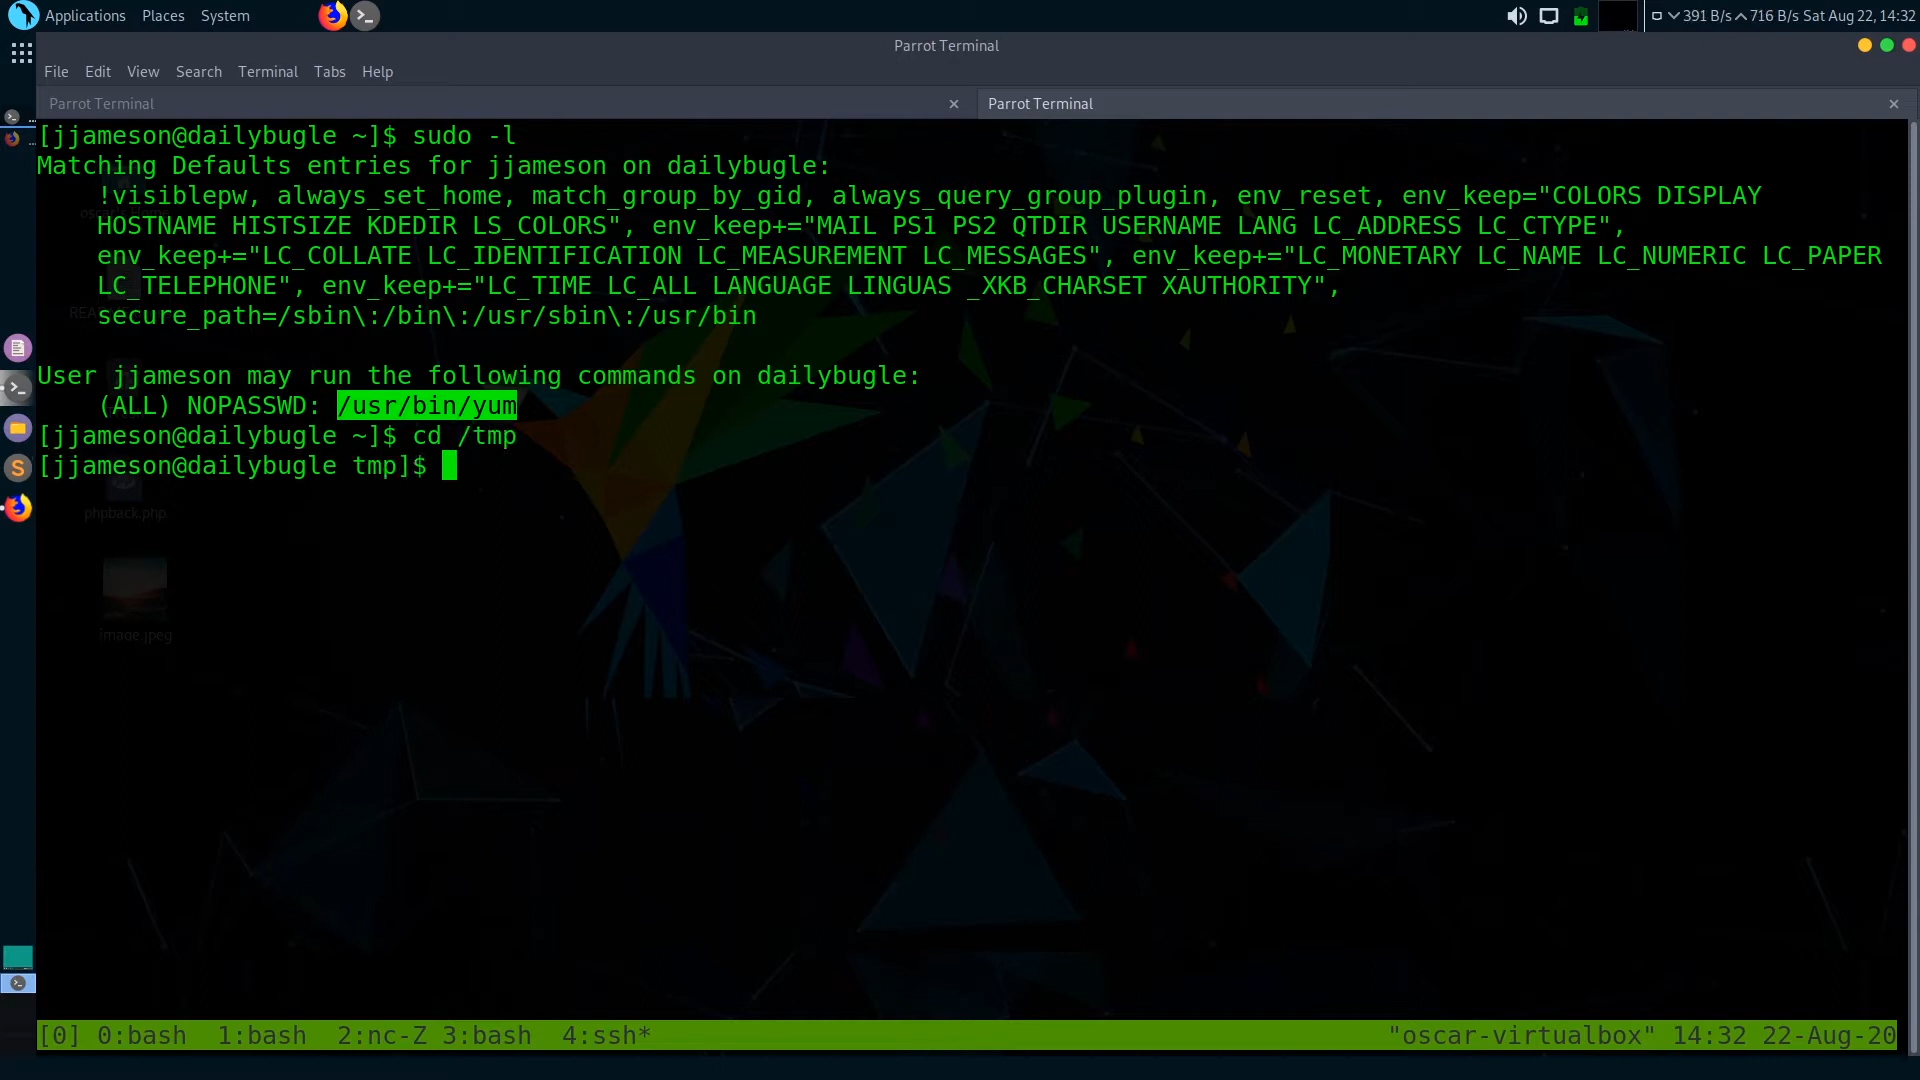 Applications Places System
391 B/s 716 B/s Sat Aug 22, 14:32
Parrot Terminal
File Edit View Search Terminal Tabs Help
Parrot Terminal
Parrot Terminal
[jjameson@dailybugle ~]$ sudo -l
Matching Defaults entries for jjameson on dailybugle:
!visiblepw, always_set_home, match_group_by_gid, always_query_group_plugin, env_reset, env_keep="COLORS DISPLAY
HOSTNAME HISTSIZE KDEDIR LS_COLORS", env_keep+="MAIL PS1 PS2 QTDIR USERNAME LANG LC_ADDRESS LC_CTYPE",
env_keep+="LC_COLLATE LC_IDENTIFICATION LC_MEASUREMENT LC_MESSAGES", env_keep+="LC_MONETARY LC_NAME LC_NUMERIC LC_PAPER
LC_TELEPHONE", env_keep+="LC_TIME LC_ALL LANGUAGE LINGUAS _XKB_CHARSET XAUTHORITY",
secure_path=/sbin\:/bin\:/usr/sbin\:/usr/bin
User jjameson may run the following commands on dailybugle:
(ALL) NOPASSWD: /usr/bin/yum
[jjameson@dailybugle ~]$ cd /tmp
[jjameson@dailybugle tmp]$
phpback.php
image.jpeg
[0] 0:bash 1:bash 2:nc-Z 3:bash 4:ssh* "oscar-virtualbox" 14:32 22-Aug-20